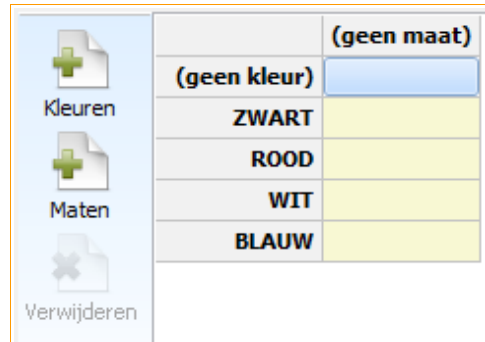 Kleuren
Maten
Verwijderen
(geen maat)
(geen kleur)
ZWART
ROOD
WIT
BLAUW